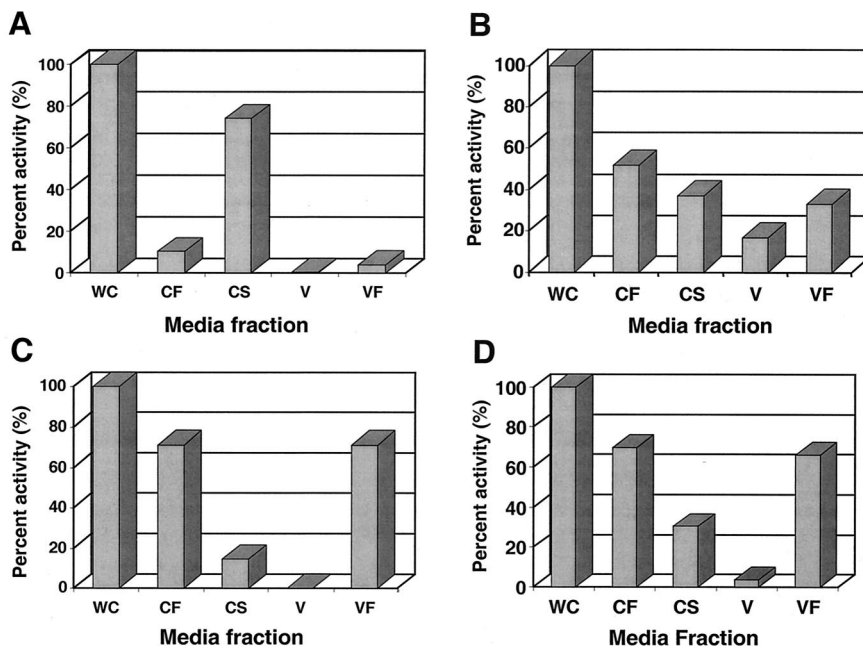 A
Percent activity (%)
100
80
60
40
20
0
WC CF CS V VF
Media fraction
B
Percent activity (%)
100
80
60
40
20
0
WC CF CS V VF
Media fraction
C
Percent activity (%)
100
80
60
40
20
0
WC CF CS V VF
Media fraction
D
Percent activity (%)
100
80
60
40
20
0
WC CF CS V VF
Media Fraction